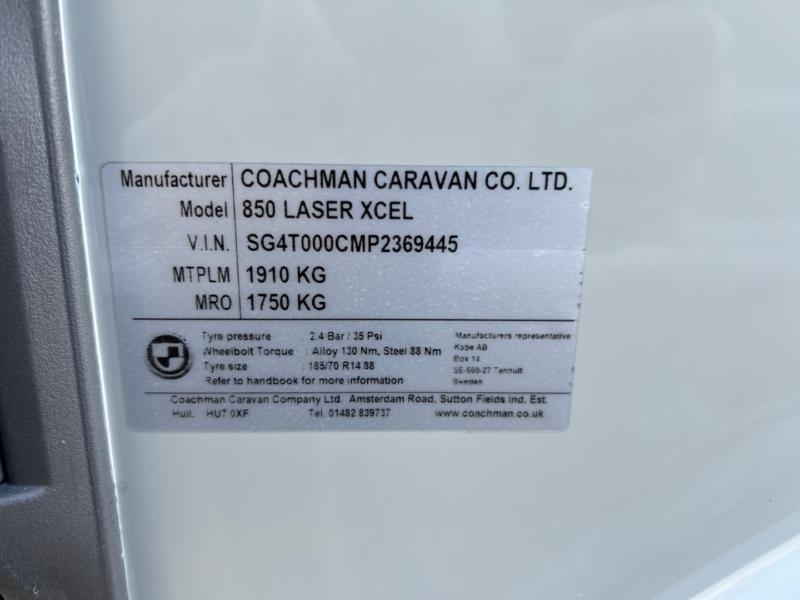 Manufacturer COACHMAN CARAVAN CO. LTD.
Model 850 LASER XCEL
V.I.N. SG4T000CMP2369445
MTPLM 1910 KG
MRO 1750 KG
Tyre pressure : 2.4 Bar / 35 Psi
Wheelbolt Torque : Alloy 130 Nm, Steel 88 Nm
Tyre size : 185/70 R14 88
Refer to handbook for more information
Manufacturers representative
Kabe AB
Box 14
SE-560-27 Tenhult
Sweden
Coachman Caravan Company Ltd. Amsterdam Road, Sutton Fields Ind. Est.
Hull. HU7 0XF Tel. 01482 839737 www.coachman.co.uk